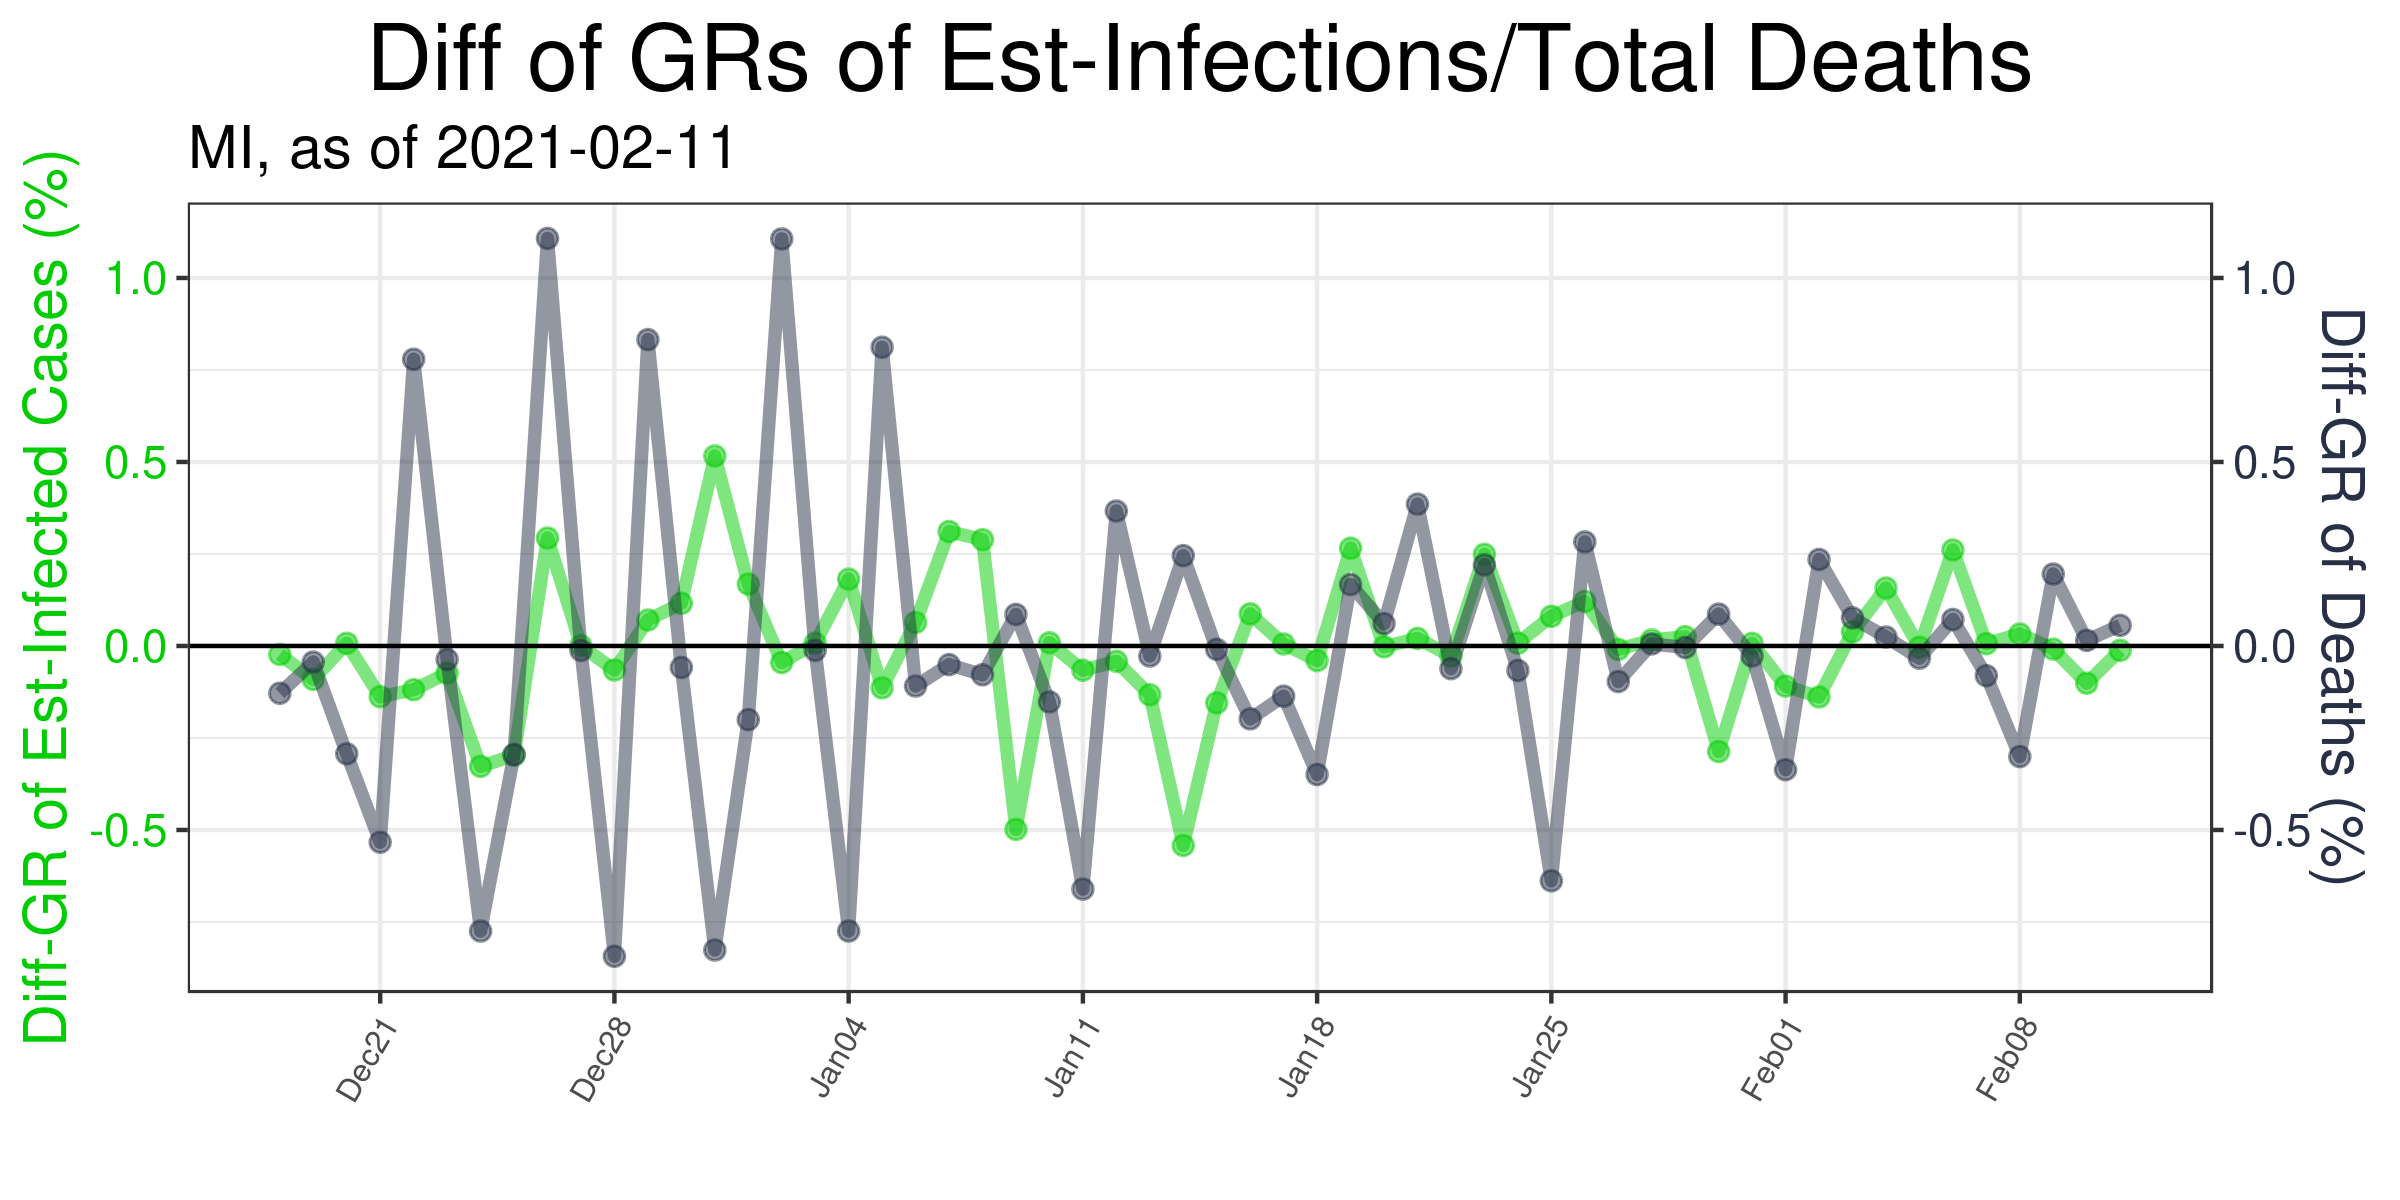 Diff of GRs of Est-Infections/Total Deaths
MI, as of 2021-02-11
Diff-GR of Est-Infected Cases (%)
1.0
0.5
0.0
-0.5
1.0
0.5
0.0
-0.5
Diff-GR of Deaths (%)
Dec21
Dec28
Jan04
Jan11
Jan18
Jan25
Feb01
Feb08